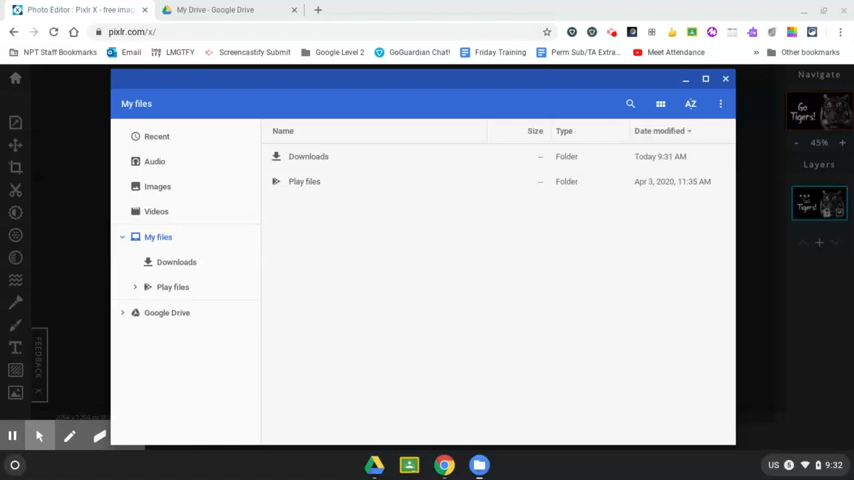 Photo Editor : Pixlr X - free imag
My Drive - Google Drive
pixlr.com/x/
NPT Staff Bookmarks
Email
LMGTFY
Screencastify Submit
Google Level 2
GoGuardian Chat!
Friday Training
Perm Sub/TA Extra...
Meet Attendance
»
Other bookmarks
Navigate
My files
AZ
Go
Tigers!
- 45% +
Name
Size
Type
Date modified
Recent
Audio
Images
Videos
My files
Downloads
Play files
Google Drive
Downloads
--
Folder
Today 9:31 AM
Play files
--
Folder
Apr 3, 2020, 11:35 AM
Layers
Go
Tigers!
FEEDBACK X
US
5
9:32